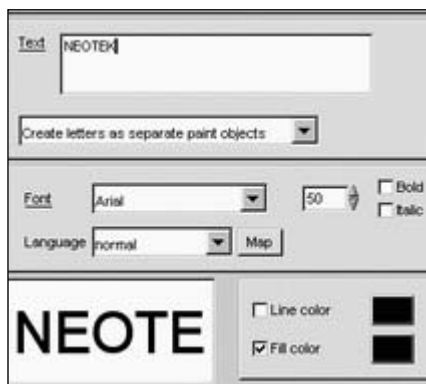 Text NEOTEK
Create letters as separate paint objects
Font Arial 50 Bold
Italic
Language normal Map
NEOTE Line color
Fill color